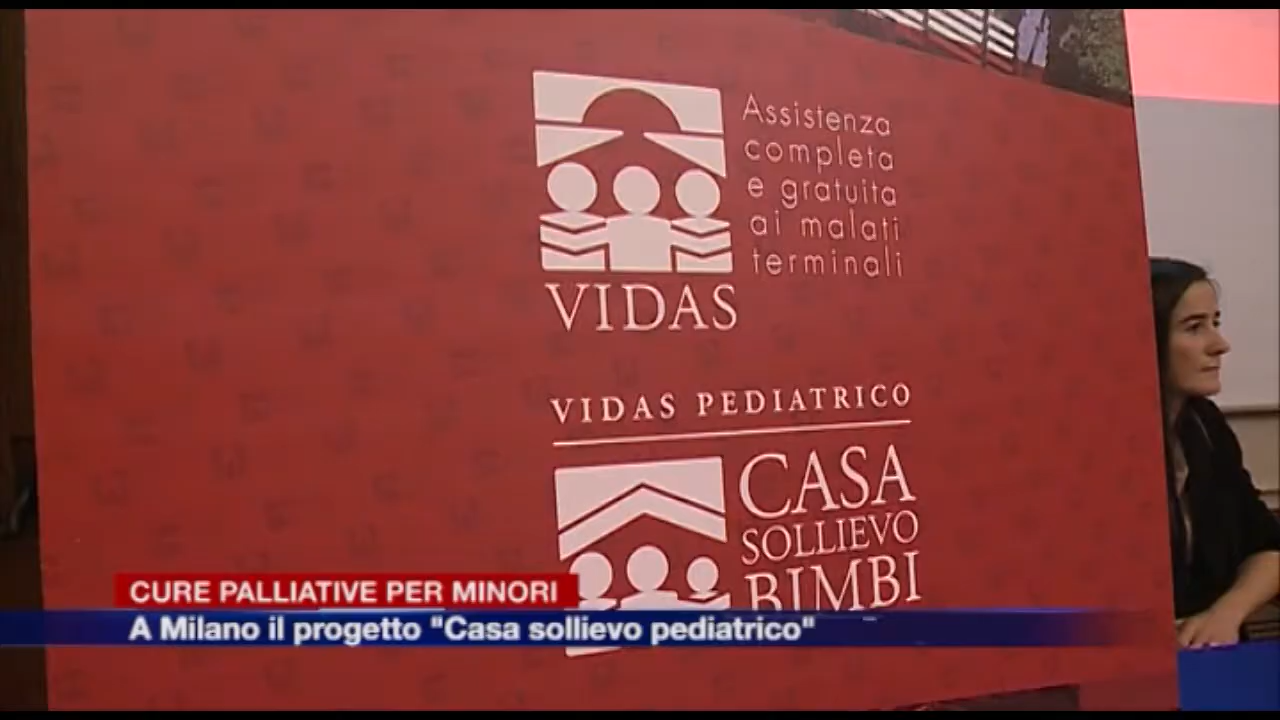 Assistenza
completa
e gratuita
ai malati
terminali
VIDAS
VIDAS PEDIATRICO
CASA
SOLLIEVO
BIMBI
CURE PALLIATIVE PER MINORI
A Milano il progetto "Casa sollievo pediatrico"